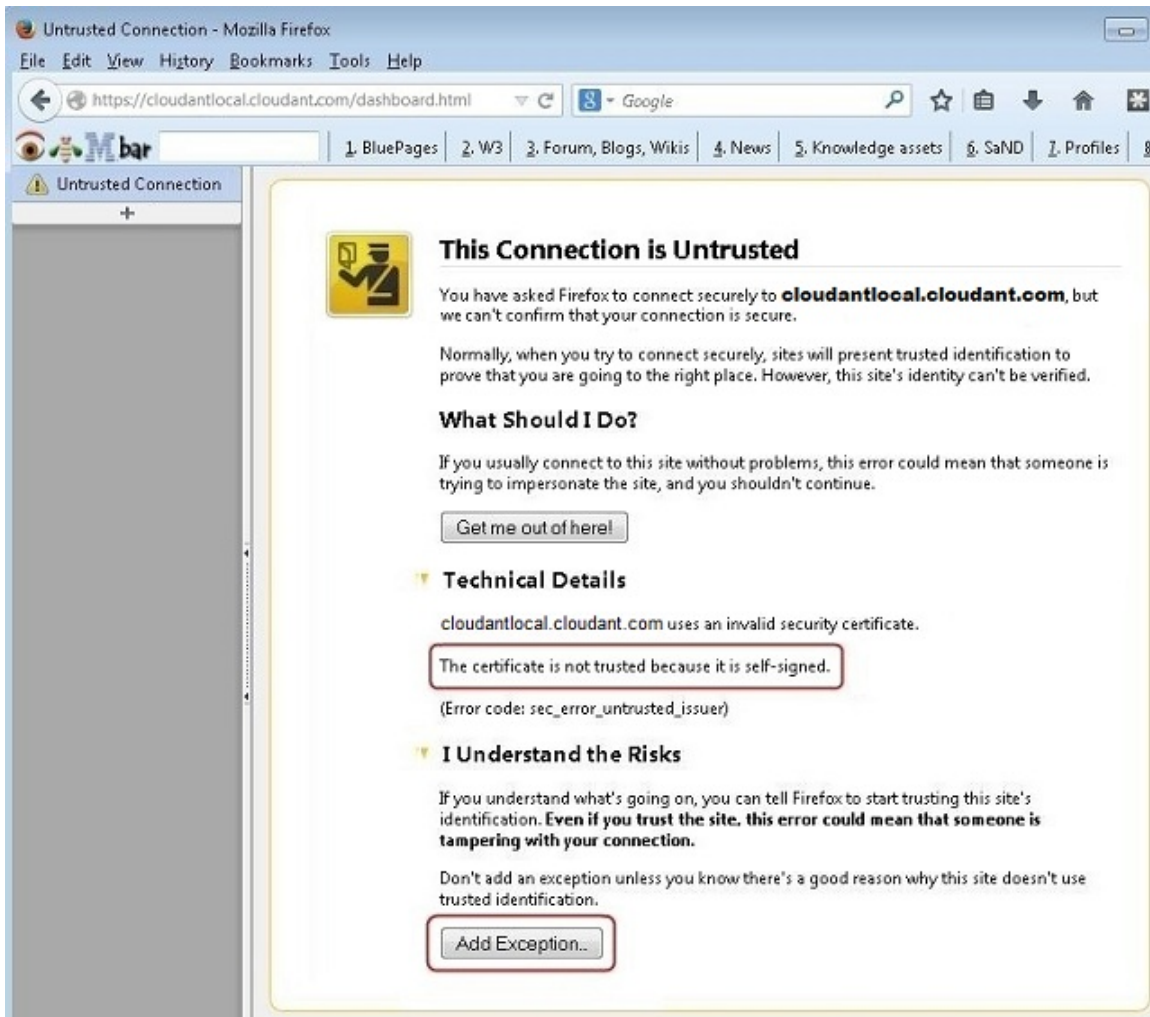 Untrusted Connection - Mozilla Firefox
File Edit View History Bookmarks Tools Help
https://cloudantlocal.cloudant.com/dashboard.html 8 Google
M bar 1. BluePages 2. W3 3. Forum, Blogs, Wikis 4. News 5. Knowledge assets 6. SaND 7. Profiles 8
Untrusted Connection
+
This Connection is Untrusted
You have asked Firefox to connect securely to cloudantlocal.cloudant.com, but
we can't confirm that your connection is secure.
Normally, when you try to connect securely, sites will present trusted identification to
prove that you are going to the right place. However, this site's identity can't be verified.
What Should I Do?
If you usually connect to this site without problems, this error could mean that someone is
trying to impersonate the site, and you shouldn't continue.
Get me out of here!
Technical Details
cloudantlocal.cloudant.com uses an invalid security certificate.
The certificate is not trusted because it is self-signed.
(Error code: sec_error_untrusted_issuer)
I Understand the Risks
If you understand what's going on, you can tell Firefox to start trusting this site's
identification. Even if you trust the site, this error could mean that someone is
tampering with your connection.
Don't add an exception unless you know there's a good reason why this site doesn't use
trusted identification.
Add Exception..